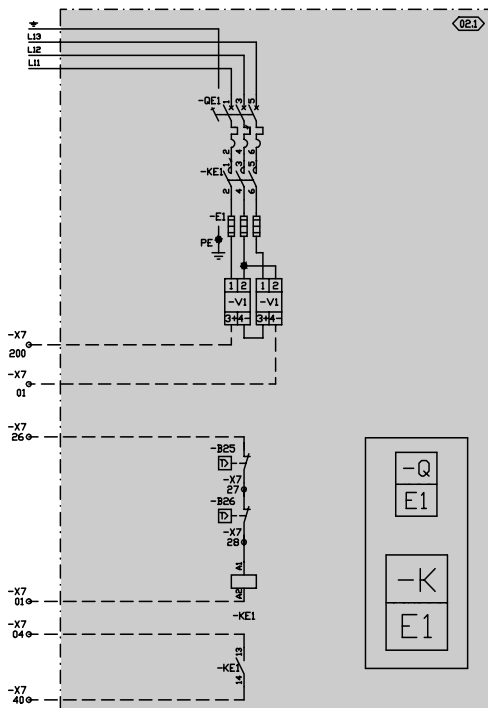 02.1
L13
L12
L11
-QE1
1 3 5
2 4 6
-KE1
1 3 5
2 4 6
-E1
PE
1 2 1 2
-V1 -V1
3+ 4- 3+ 4-
-X7
200
-X7
01
-X7
26
-B25
T>
-X7
27
-B26
T>
-X7
28
A1
-X7
01
A2
-KE1
-X7
04
13
-KE1
14
-X7
40
-Q
E1
-K
E1